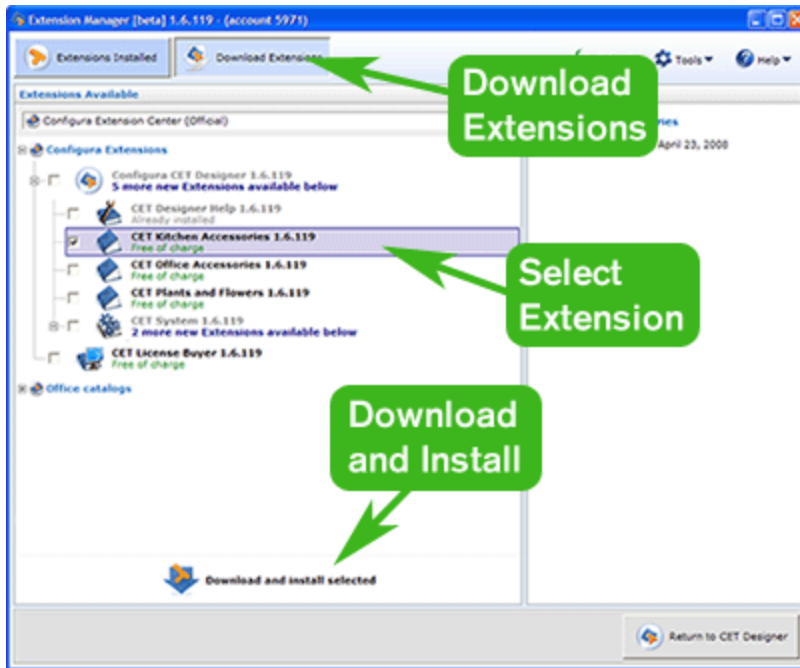 Extension Manager [beta] 1.6.119 - (account 5971)
Extensions Installed
Download Extensions
Tools
Help
Download
Extensions
Extensions Available
Configura Extension Center (Official)
April 23, 2008
Configura Extensions
Configura CET Designer 1.6.119
5 more new Extensions available below
CET Designer Help 1.6.119
Already installed
CET Kitchen Accessories 1.6.119
Free of charge
CET Office Accessories 1.6.119
Free of charge
CET Plants and Flowers 1.6.119
Free of charge
CET System 1.6.119
2 more new Extensions available below
CET License Buyer 1.6.119
Free of charge
Office catalogs
Select
Extension
Download
and Install
Download and install selected
Return to CET Designer